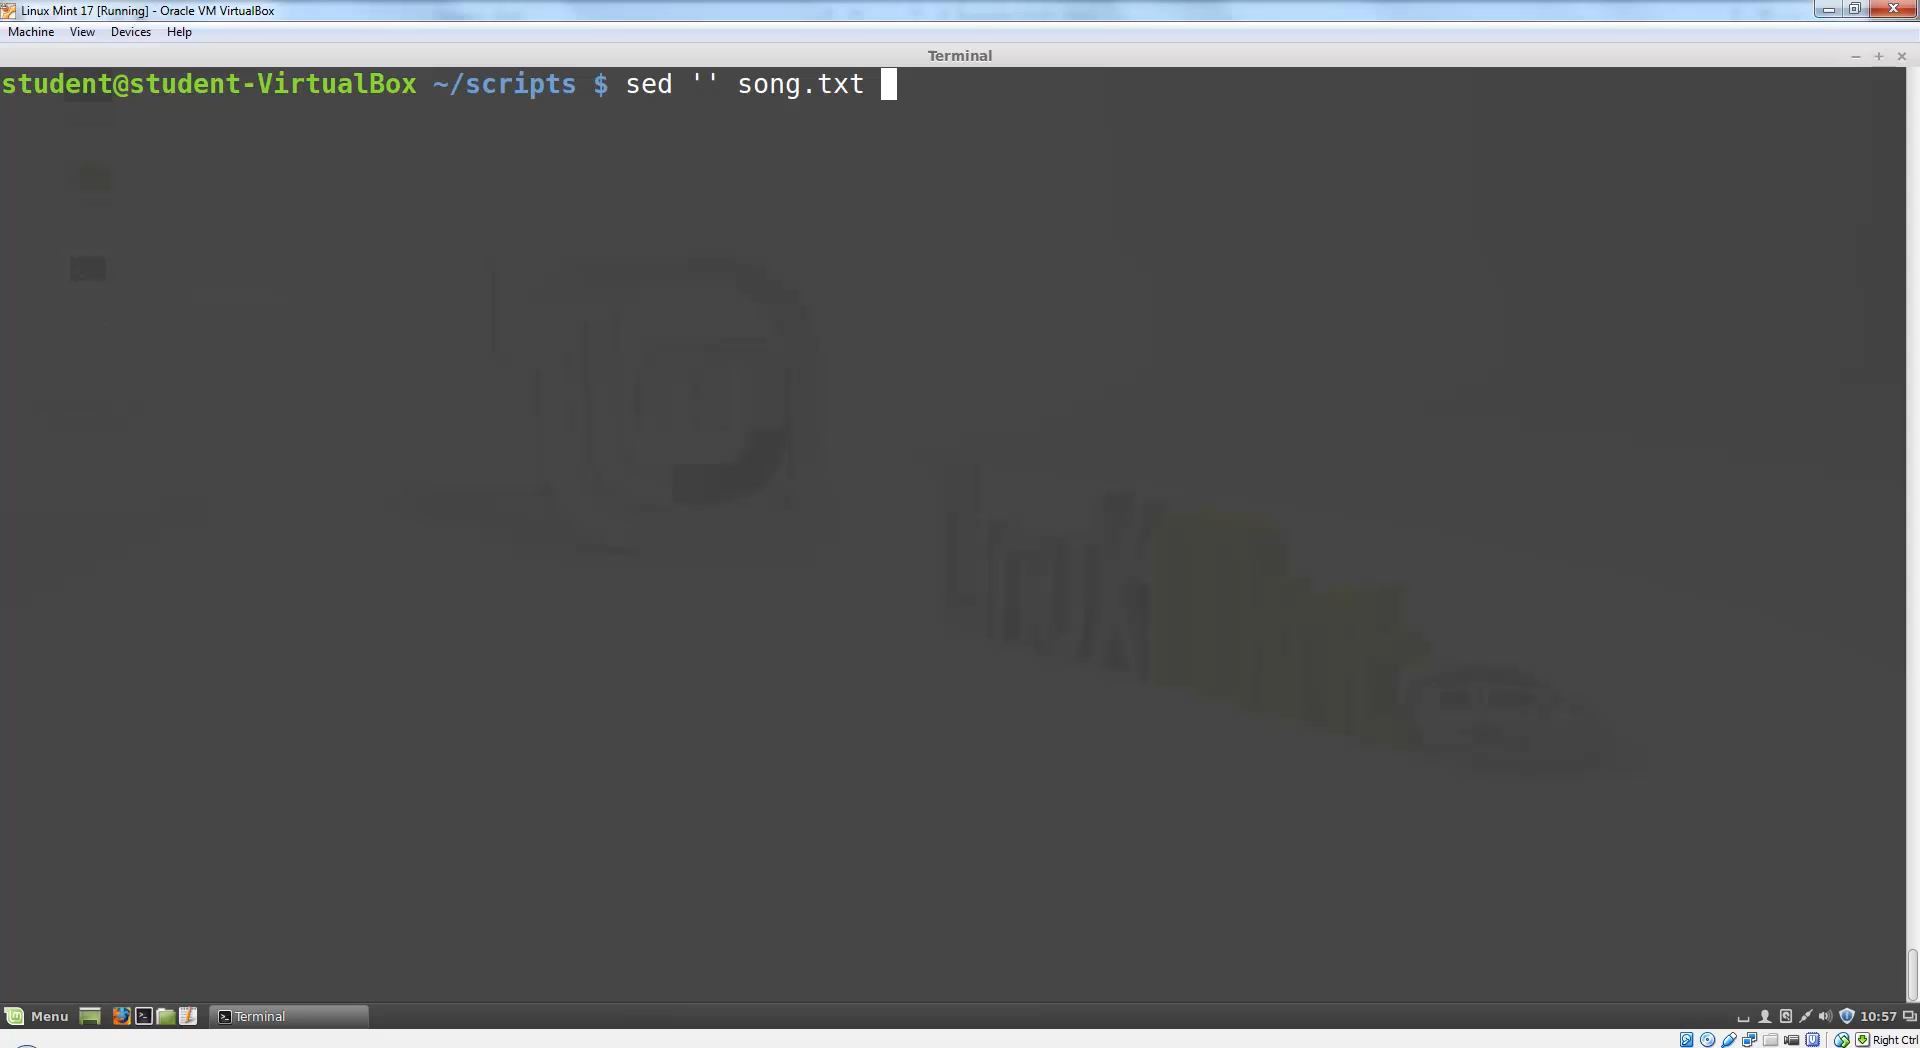 Linux Mint 17 [Running] - Oracle VM VirtualBox
Machine View Devices Help
Terminal
student@student-VirtualBox ~/scripts $ sed '' song.txt
Menu Terminal 10:57
Right Ctrl